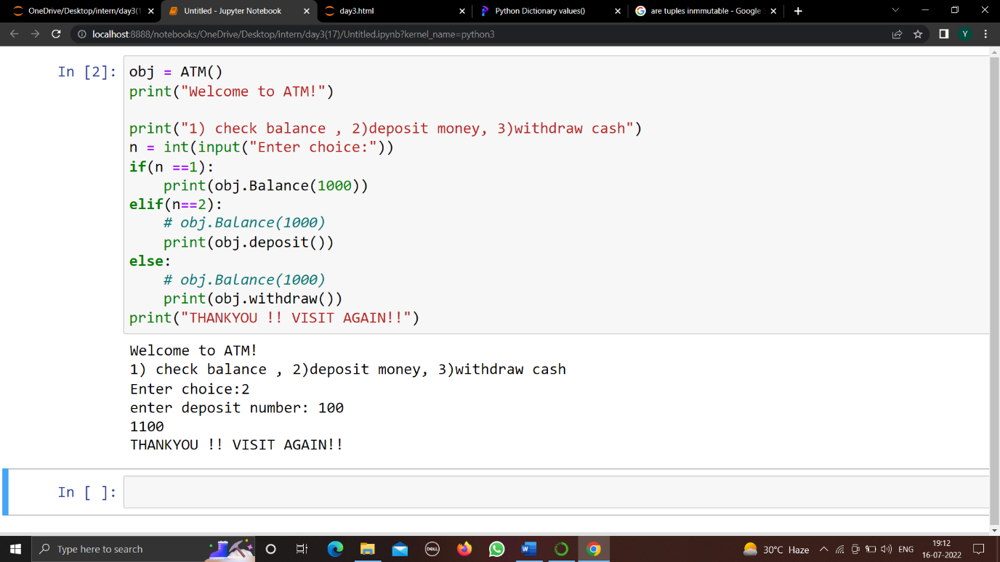 OneDrive/Desktop/intern/day3(1
Untitled - Jupyter Notebook
day3.html
Python Dictionary values()
are tuples inmmutable - Google
localhost:8888/notebooks/OneDrive/Desktop/intern/day3(17)/Untitled.ipynb?kernel_name=python3
Y
In [2]:
obj = ATM()
print("Welcome to ATM!")
print("1) check balance , 2)deposit money, 3)withdraw cash")
n = int(input("Enter choice:"))
if(n ==1):
    print(obj.Balance(1000))
elif(n==2):
    # obj.Balance(1000)
    print(obj.deposit())
else:
    # obj.Balance(1000)
    print(obj.withdraw())
print("THANKYOU !! VISIT AGAIN!!")
Welcome to ATM!
1) check balance , 2)deposit money, 3)withdraw cash
Enter choice:2
enter deposit number: 100
1100
THANKYOU !! VISIT AGAIN!!
In [ ]:
Type here to search
DELL
W
30°C Haze
ENG
19:12
16-07-2022